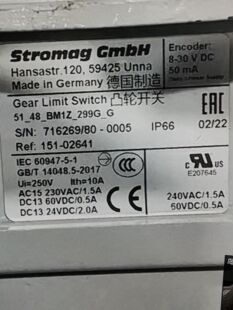 Stromag GmbH
Hansastr.120, 59425 Unna
Made in Germany 德国制造
Encoder:
8-30 V DC
50 mA
Gear Limit Switch 凸轮开关
51_48_BM1Z_299G_G
EAC
S/N: 716269/80 - 0005 IP66 02/22
Ref: 151-02641
IEC 60947-5-1
GB/T 14048.5-2017
Ui=250V Ith=10A
AC15 230VAC/1.5A
DC13 60VDC/0.5A
DC13 24VDC/2.0A
CCC
c UL US
E207645
240VAC/1.5A
60VDC/0.5A